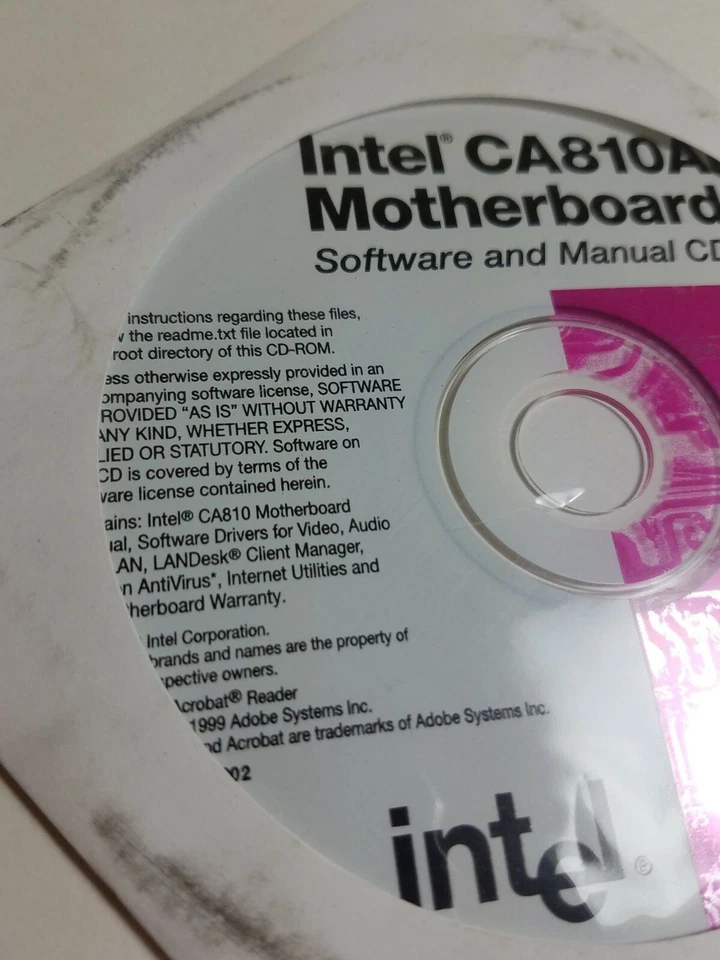 Intel® CA810A
Motherboard
Software and Manual CD
instructions regarding these files,
the readme.txt file located in
root directory of this CD-ROM.
ess otherwise expressly provided in an
ompanying software license, SOFTWARE
ROVIDED "AS IS" WITHOUT WARRANTY
ANY KIND, WHETHER EXPRESS,
LIED OR STATUTORY. Software on
CD is covered by terms of the
ware license contained herein.
ains: Intel® CA810 Motherboard
ual, Software Drivers for Video, Audio
AN, LANDesk® Client Manager,
n AntiVirus*, Internet Utilities and
herboard Warranty.
Intel Corporation.
brands and names are the property of
spective owners.
Acrobat® Reader
1999 Adobe Systems Inc.
nd Acrobat are trademarks of Adobe Systems Inc.
02
intel®